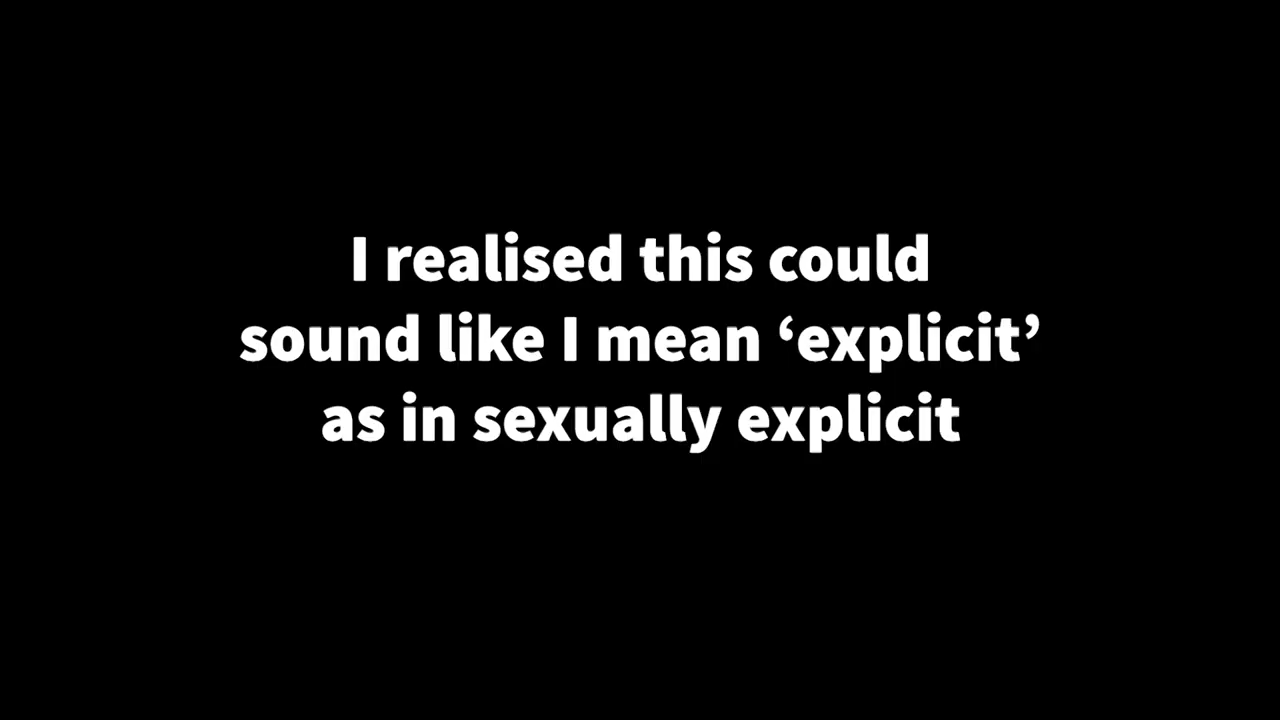 I realised this could
sound like I mean ‘explicit’
as in sexually explicit